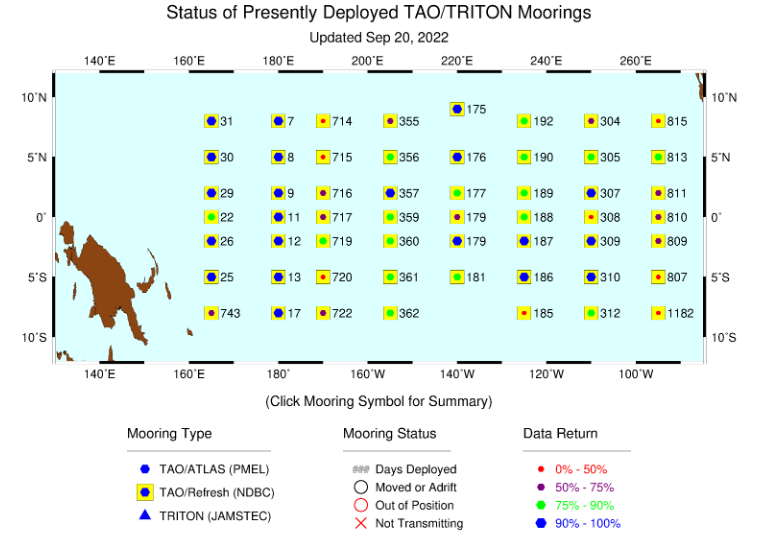 Status of Presently Deployed TAO/TRITON Moorings
Updated Sep 20, 2022
140˚E 160˚E 180˚ 160˚W 140˚W 120˚W 100˚W
10˚N 175 10˚N
31 7 714 355 192 304 815
5˚N 30 8 715 356 176 190 305 813 5˚N
29 9 716 357 177 189 307 811
0˚ 22 11 717 359 179 188 308 810 0˚
26 12 719 360 179 187 309 809
5˚S 25 13 720 361 181 186 310 807 5˚S
743 17 722 362 185 312 1182
10˚S 10˚S
140˚E 160˚E 180˚ 160˚W 140˚W 120˚W 100˚W
(Click Mooring Symbol for Summary)
Mooring Type Mooring Status Data Return
TAO/ATLAS (PMEL) ### Days Deployed 0% - 50%
Moved or Adrift 50% - 75%
TAO/Refresh (NDBC) Out of Position 75% - 90%
TRITON (JAMSTEC) Not Transmitting 90% - 100%